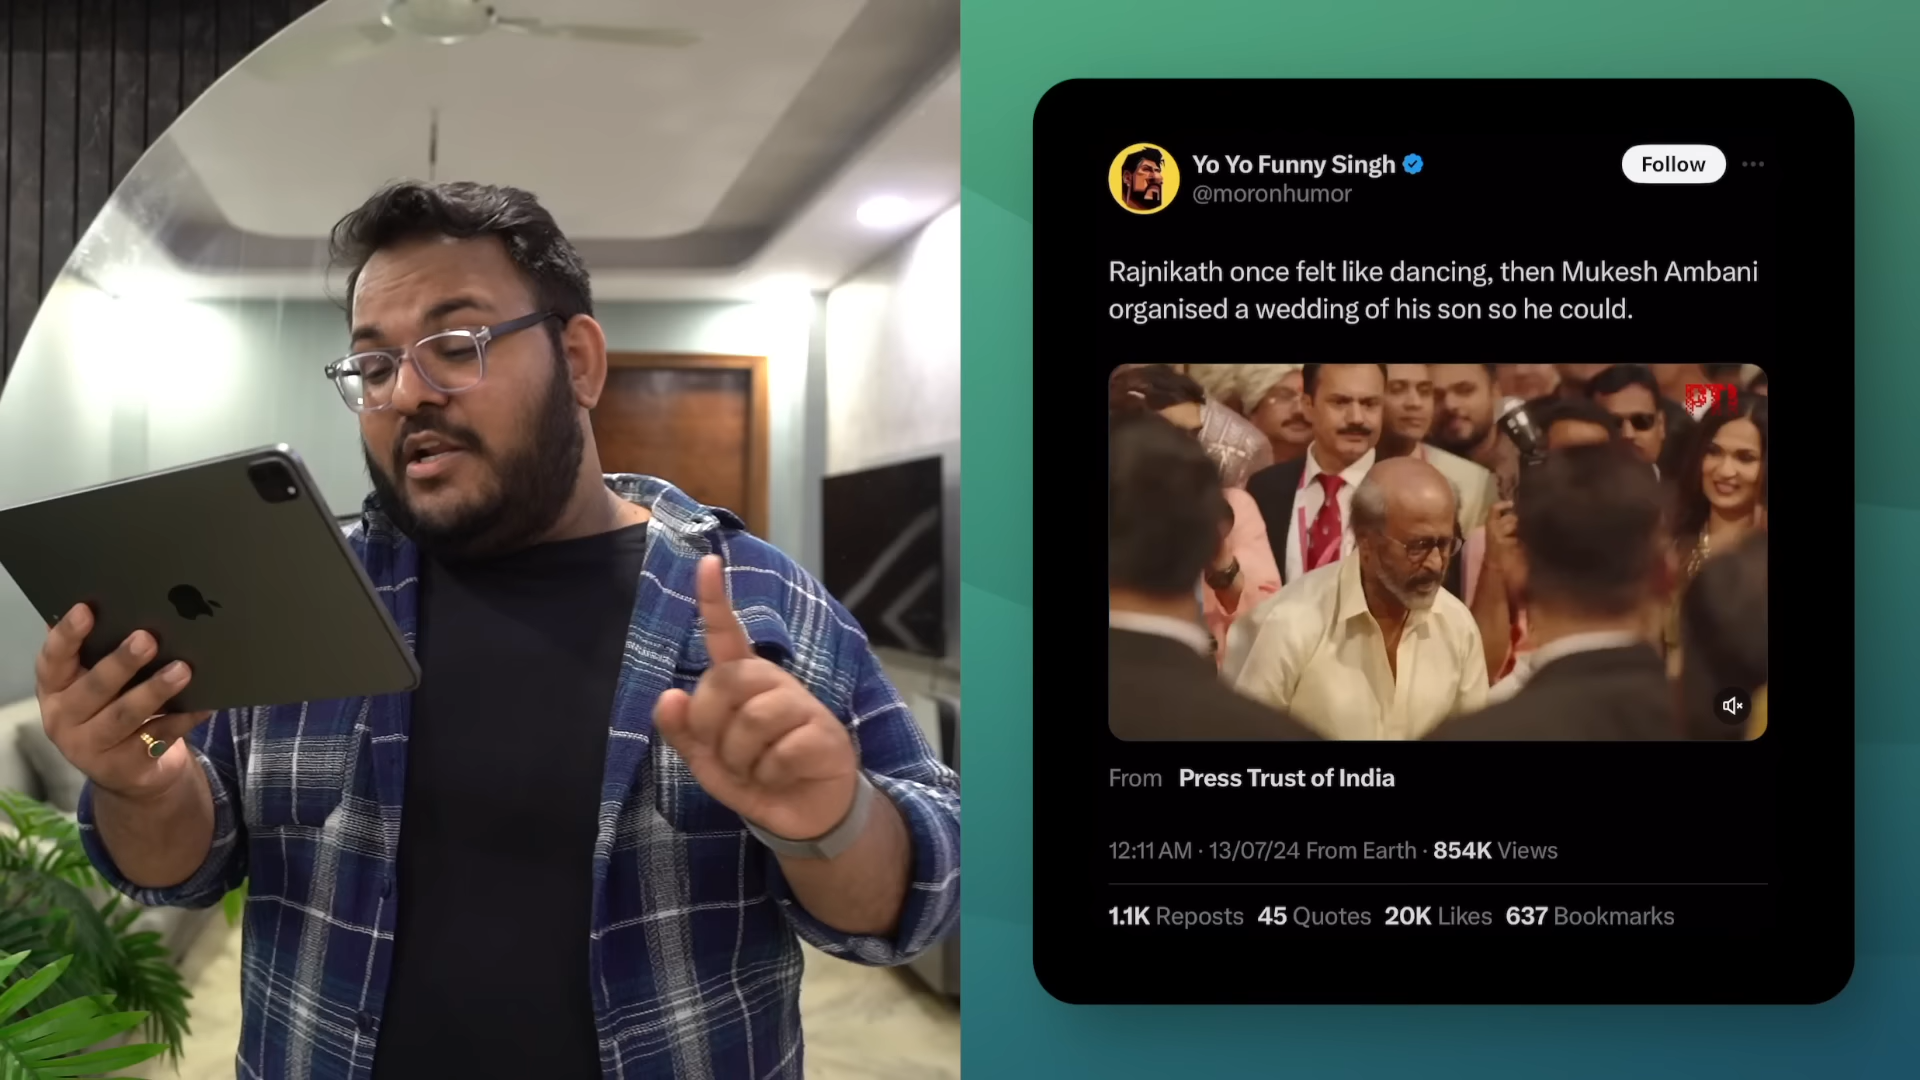 Yo Yo Funny Singh
@moronhumor
Follow
Rajnikath once felt like dancing, then Mukesh Ambani
organised a wedding of his son so he could.
PTI
From Press Trust of India
12:11 AM · 13/07/24 From Earth · 854K Views
1.1K Reposts 45 Quotes 20K Likes 637 Bookmarks